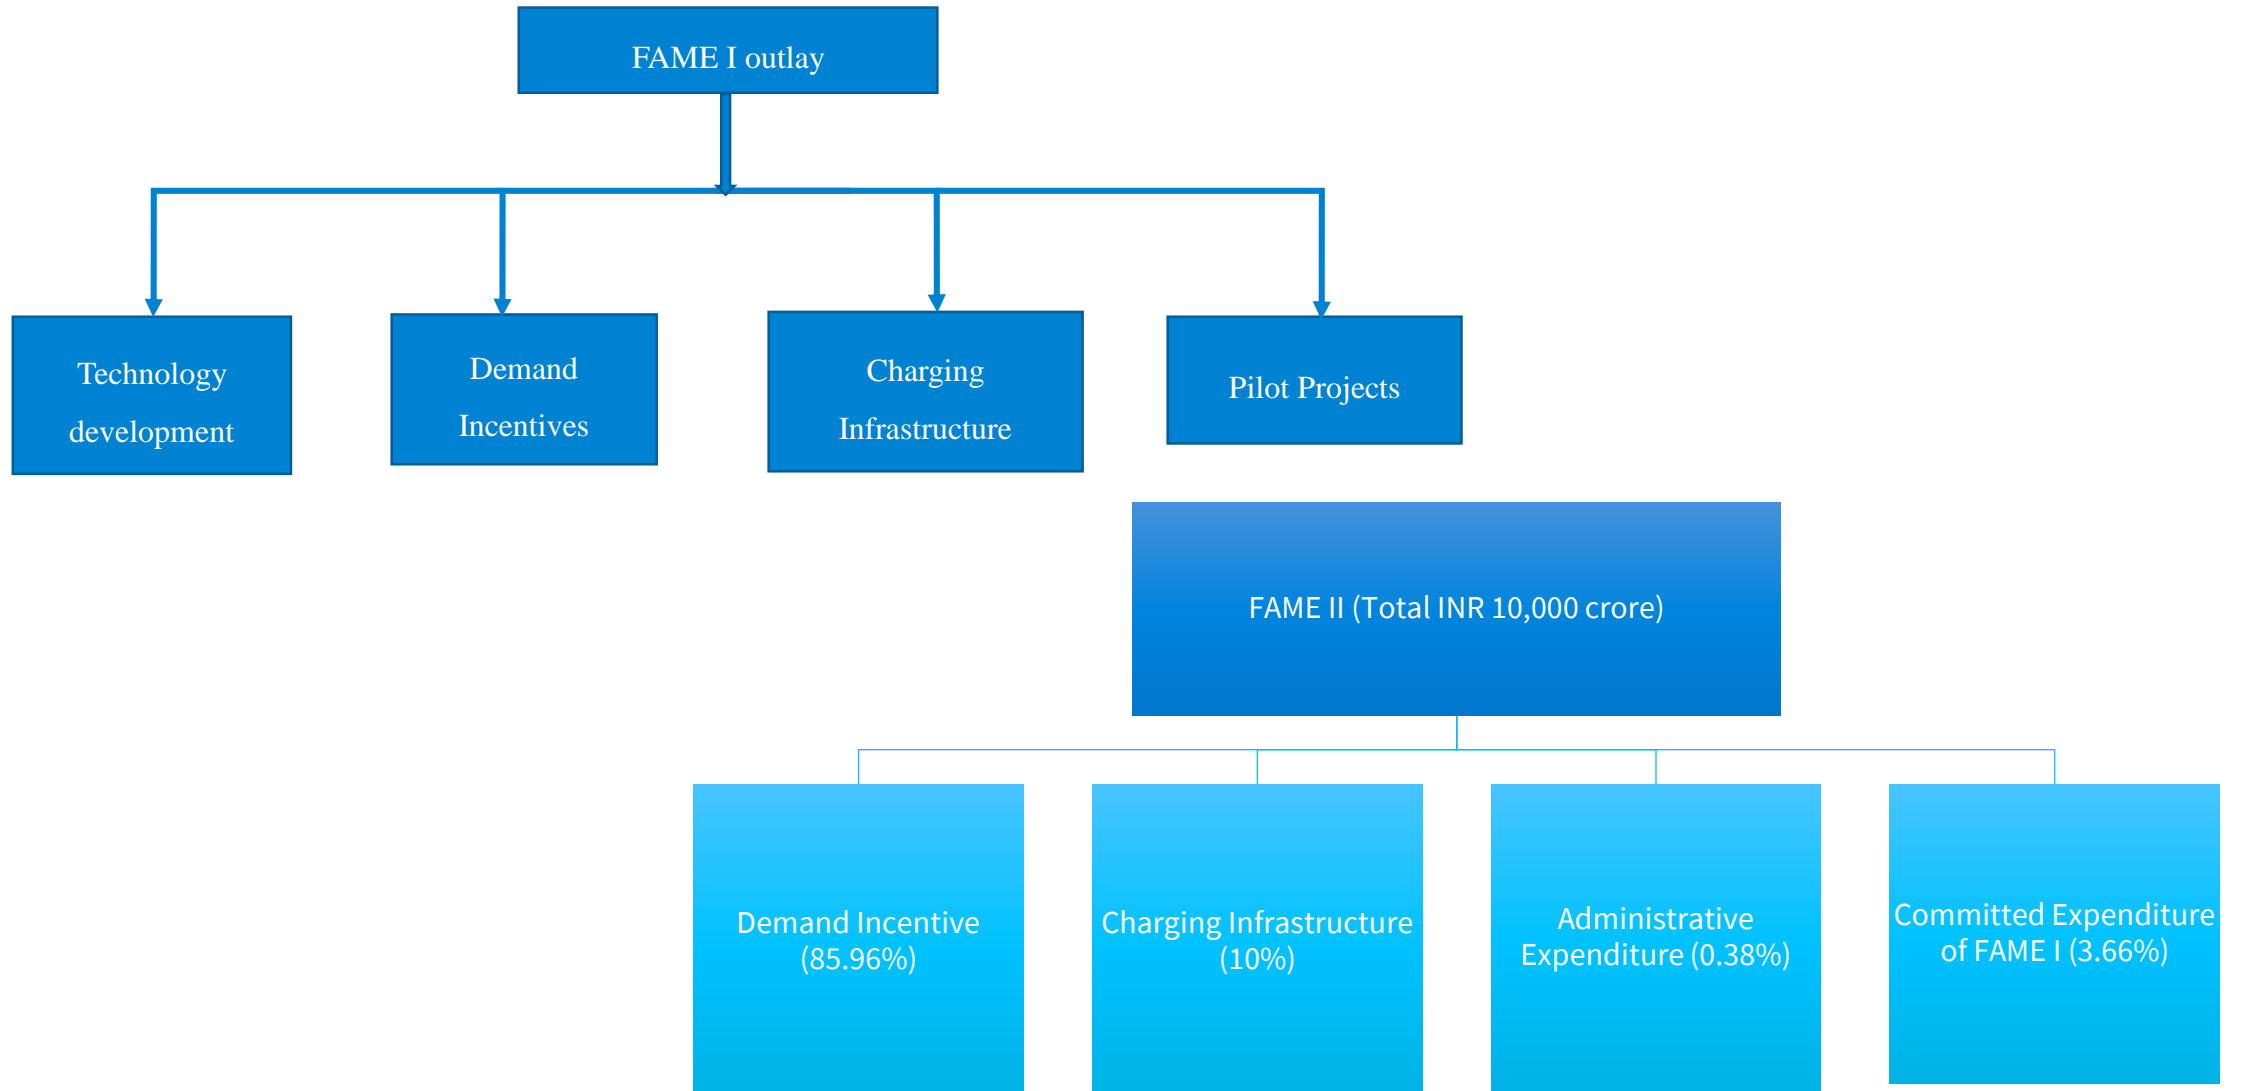 FAME I outlay
Technology
development
Demand
Incentives
Charging
Infrastructure
Pilot Projects
FAME II (Total INR 10,000 crore)
Demand Incentive
(85.96%)
Charging Infrastructure
(10%)
Administrative
Expenditure (0.38%)
Committed Expenditure
of FAME I (3.66%)